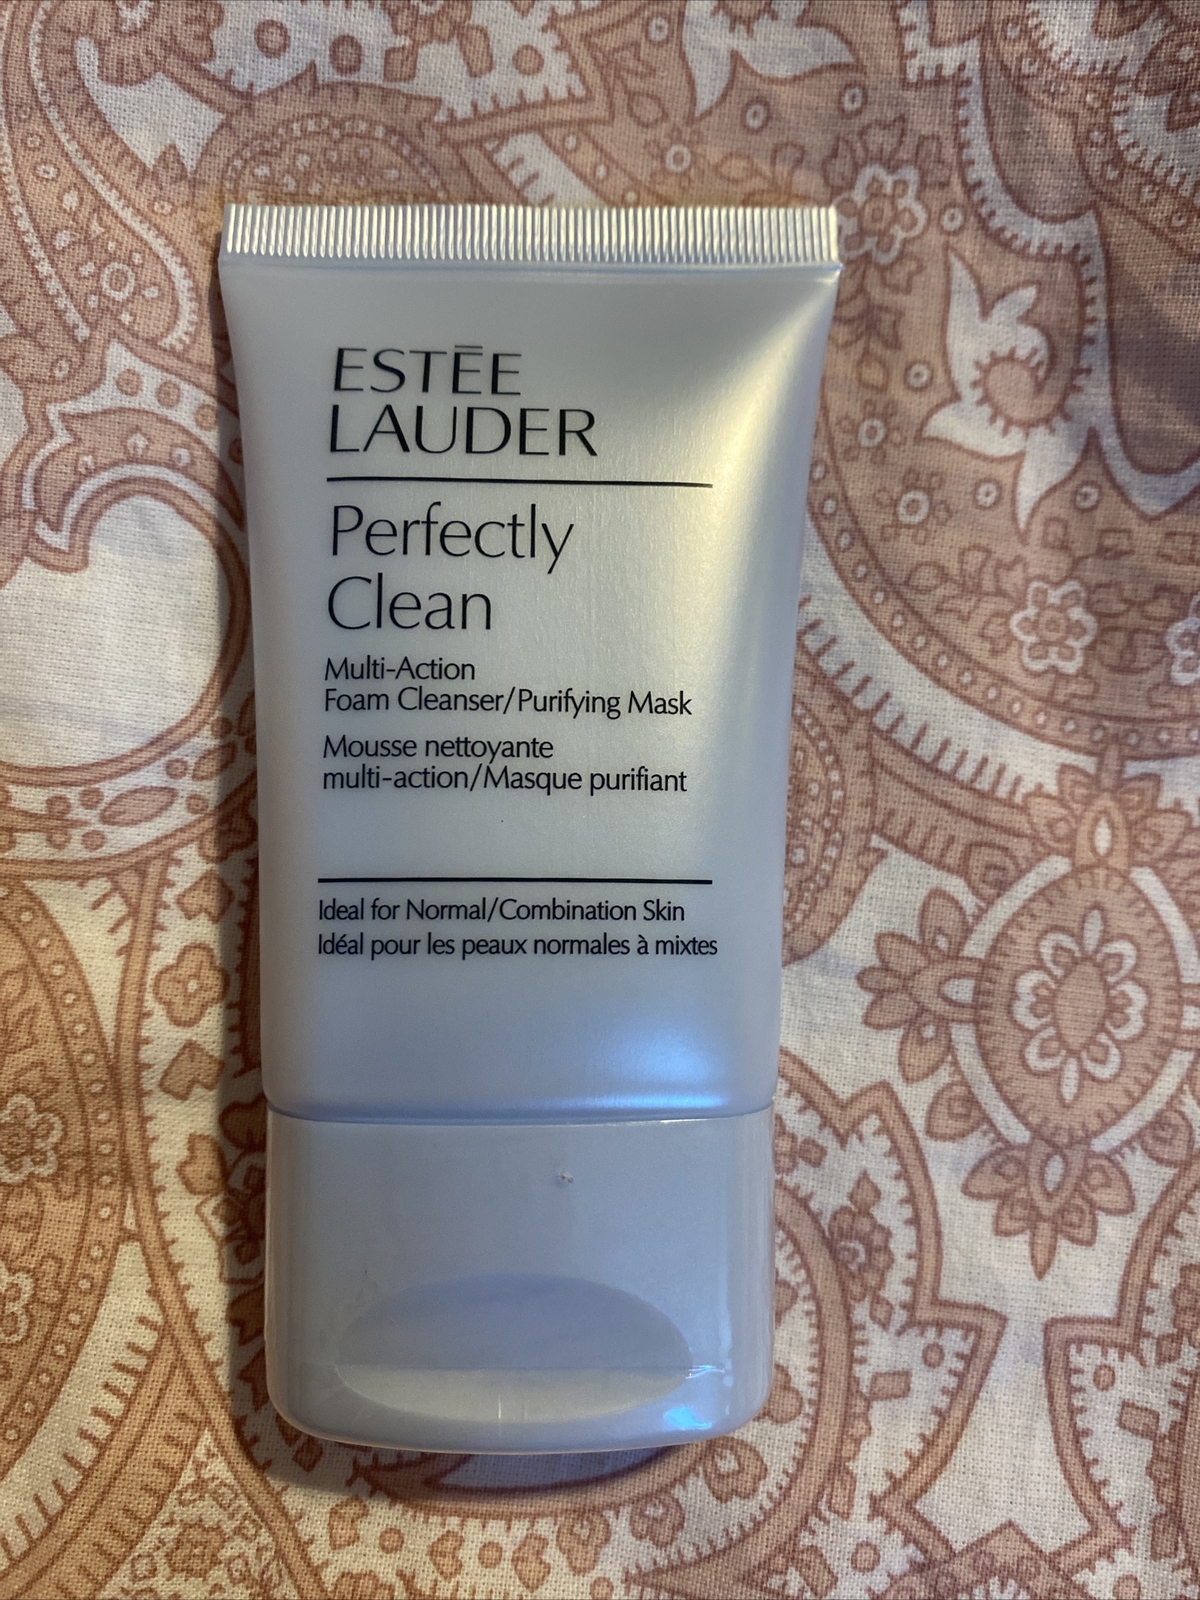 ESTĒE
LAUDER
Perfectly
Clean
Multi-Action
Foam Cleanser/Purifying Mask
Mousse nettoyante
multi-action/Masque purifiant
Ideal for Normal/Combination Skin
Idéal pour les peaux normales à mixtes